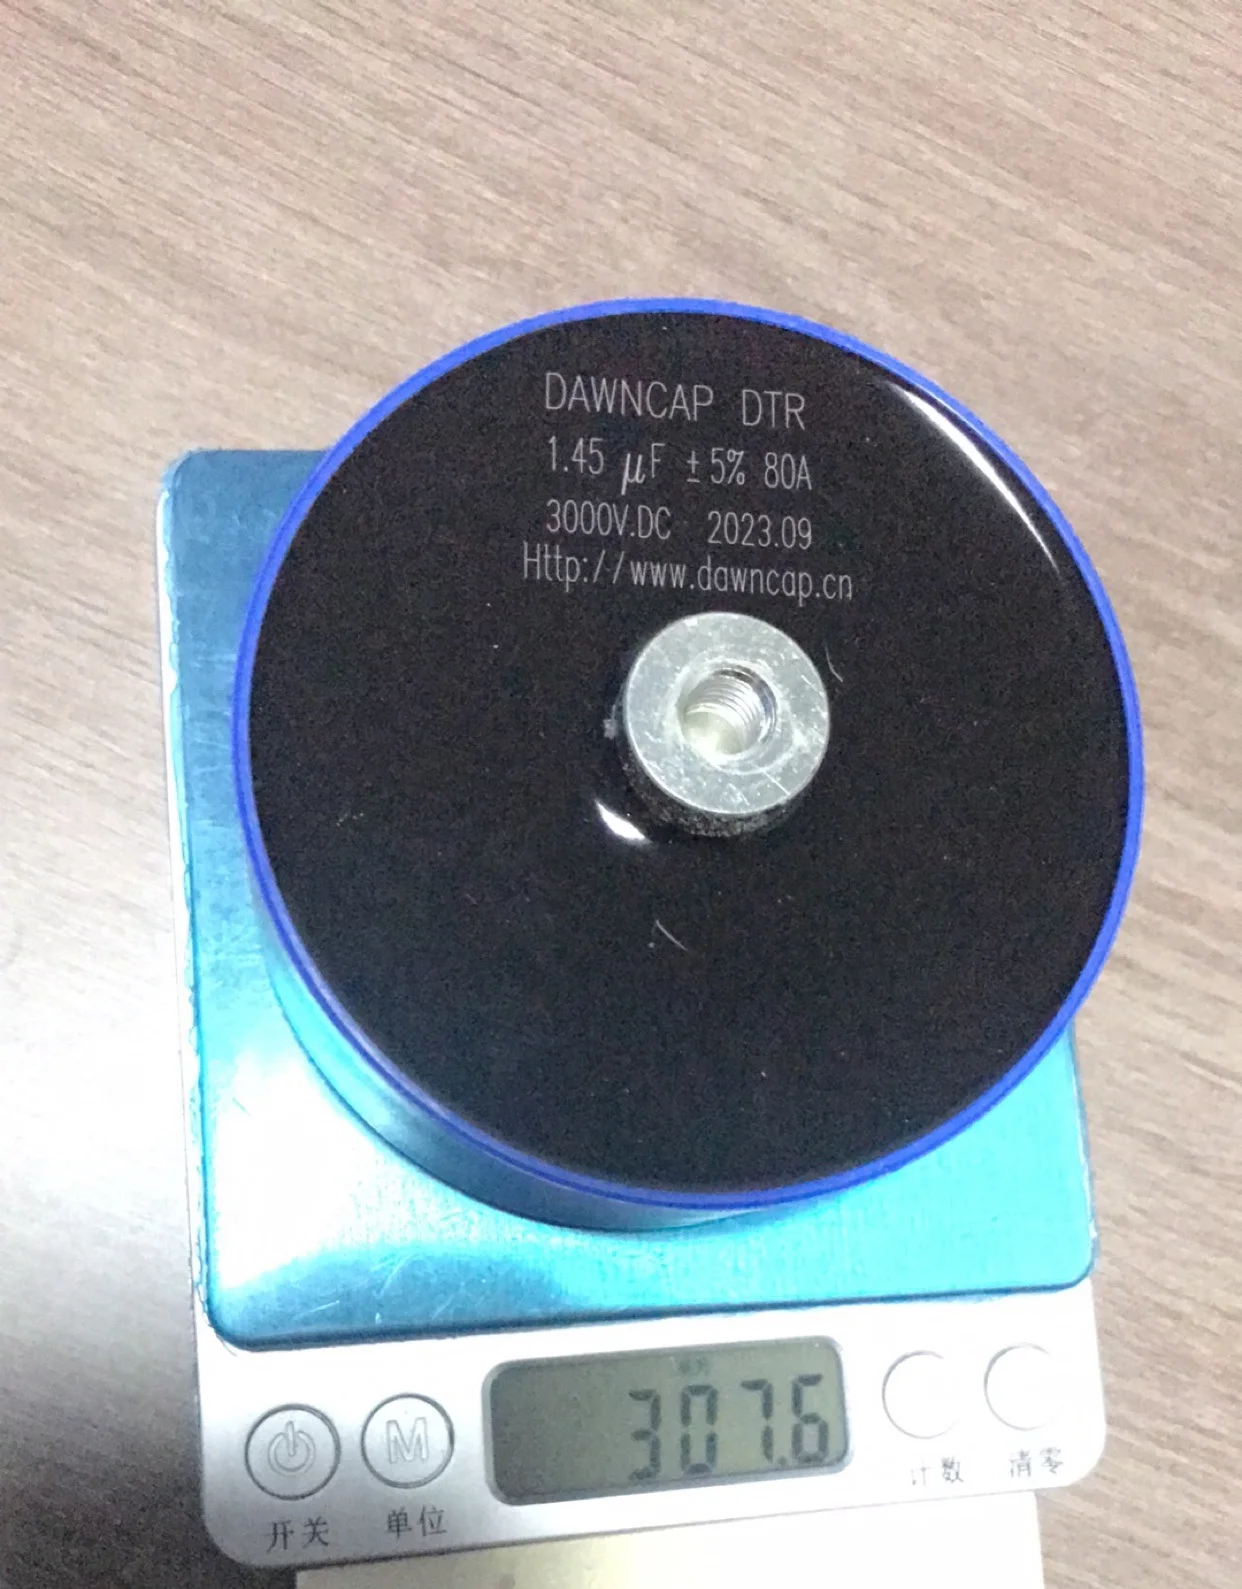 DAWNCAP DTR
1.45 μF ±5% 80A
3000V.DC 2023.09
Http://www.dawncap.cn
307.6
M
开关 单位 计数 清零